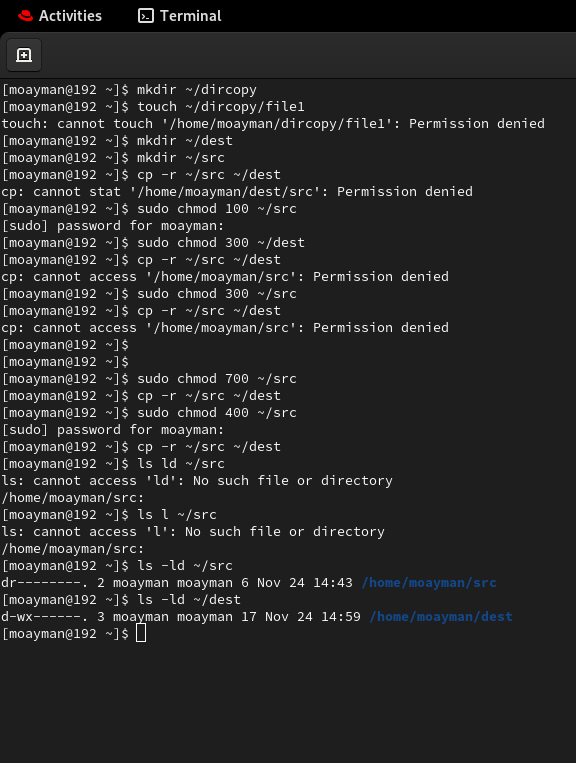 Activities Terminal
[moayman@192 ~]$ mkdir ~/dircopy
[moayman@192 ~]$ touch ~/dircopy/file1
touch: cannot touch '/home/moayman/dircopy/file1': Permission denied
[moayman@192 ~]$ mkdir ~/dest
[moayman@192 ~]$ mkdir ~/src
[moayman@192 ~]$ cp -r ~/src ~/dest
cp: cannot stat '/home/moayman/dest/src': Permission denied
[moayman@192 ~]$ sudo chmod 100 ~/src
[sudo] password for moayman:
[moayman@192 ~]$ sudo chmod 300 ~/dest
[moayman@192 ~]$ cp -r ~/src ~/dest
cp: cannot access '/home/moayman/src': Permission denied
[moayman@192 ~]$ sudo chmod 300 ~/src
[moayman@192 ~]$ cp -r ~/src ~/dest
cp: cannot access '/home/moayman/src': Permission denied
[moayman@192 ~]$
[moayman@192 ~]$
[moayman@192 ~]$ sudo chmod 700 ~/src
[moayman@192 ~]$ cp -r ~/src ~/dest
[moayman@192 ~]$ sudo chmod 400 ~/src
[sudo] password for moayman:
[moayman@192 ~]$ cp -r ~/src ~/dest
[moayman@192 ~]$ ls ld ~/src
ls: cannot access 'ld': No such file or directory
/home/moayman/src:
[moayman@192 ~]$ ls l ~/src
ls: cannot access 'l': No such file or directory
/home/moayman/src:
[moayman@192 ~]$ ls -ld ~/src
dr--------. 2 moayman moayman 6 Nov 24 14:43 /home/moayman/src
[moayman@192 ~]$ ls -ld ~/dest
d-wx------. 3 moayman moayman 17 Nov 24 14:59 /home/moayman/dest
[moayman@192 ~]$